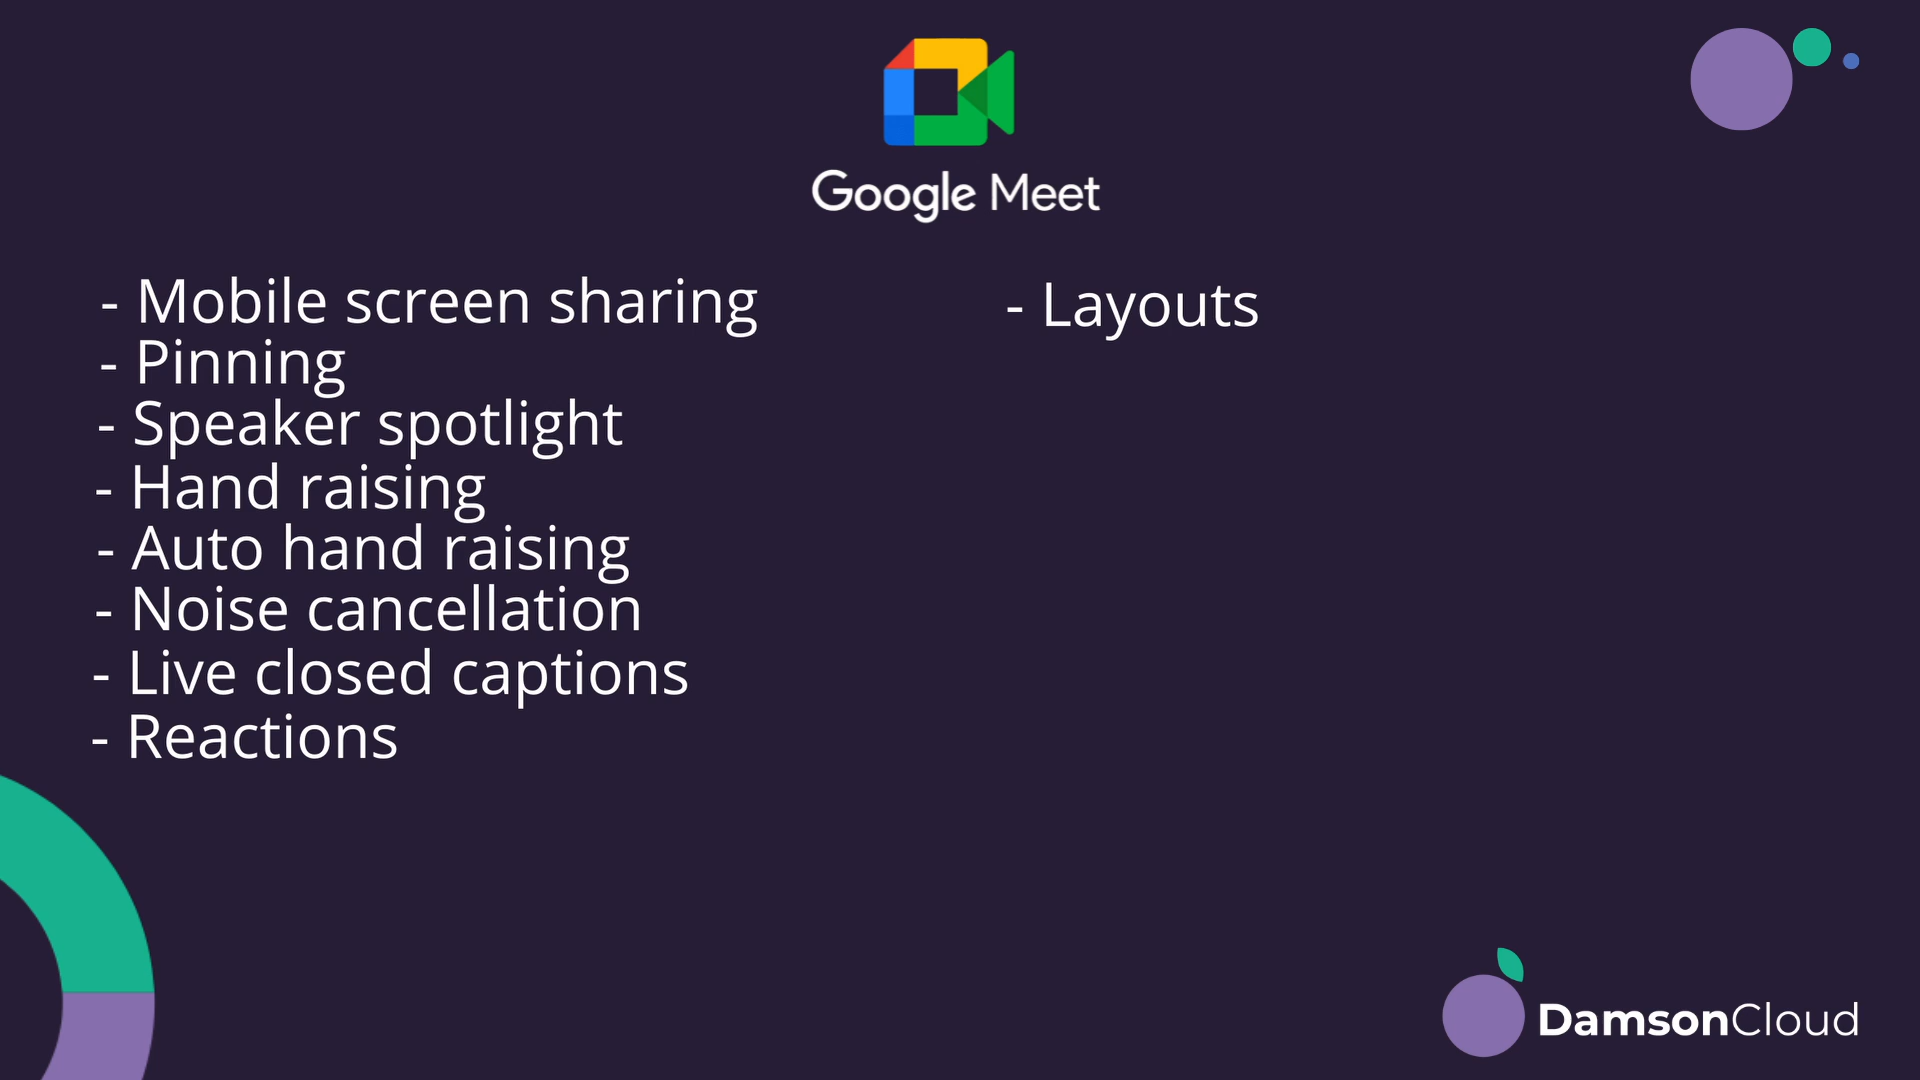 Google Meet
- Mobile screen sharing
- Pinning
- Speaker spotlight
- Hand raising
- Auto hand raising
- Noise cancellation
- Live closed captions
- Reactions
- Layouts
DamsonCloud